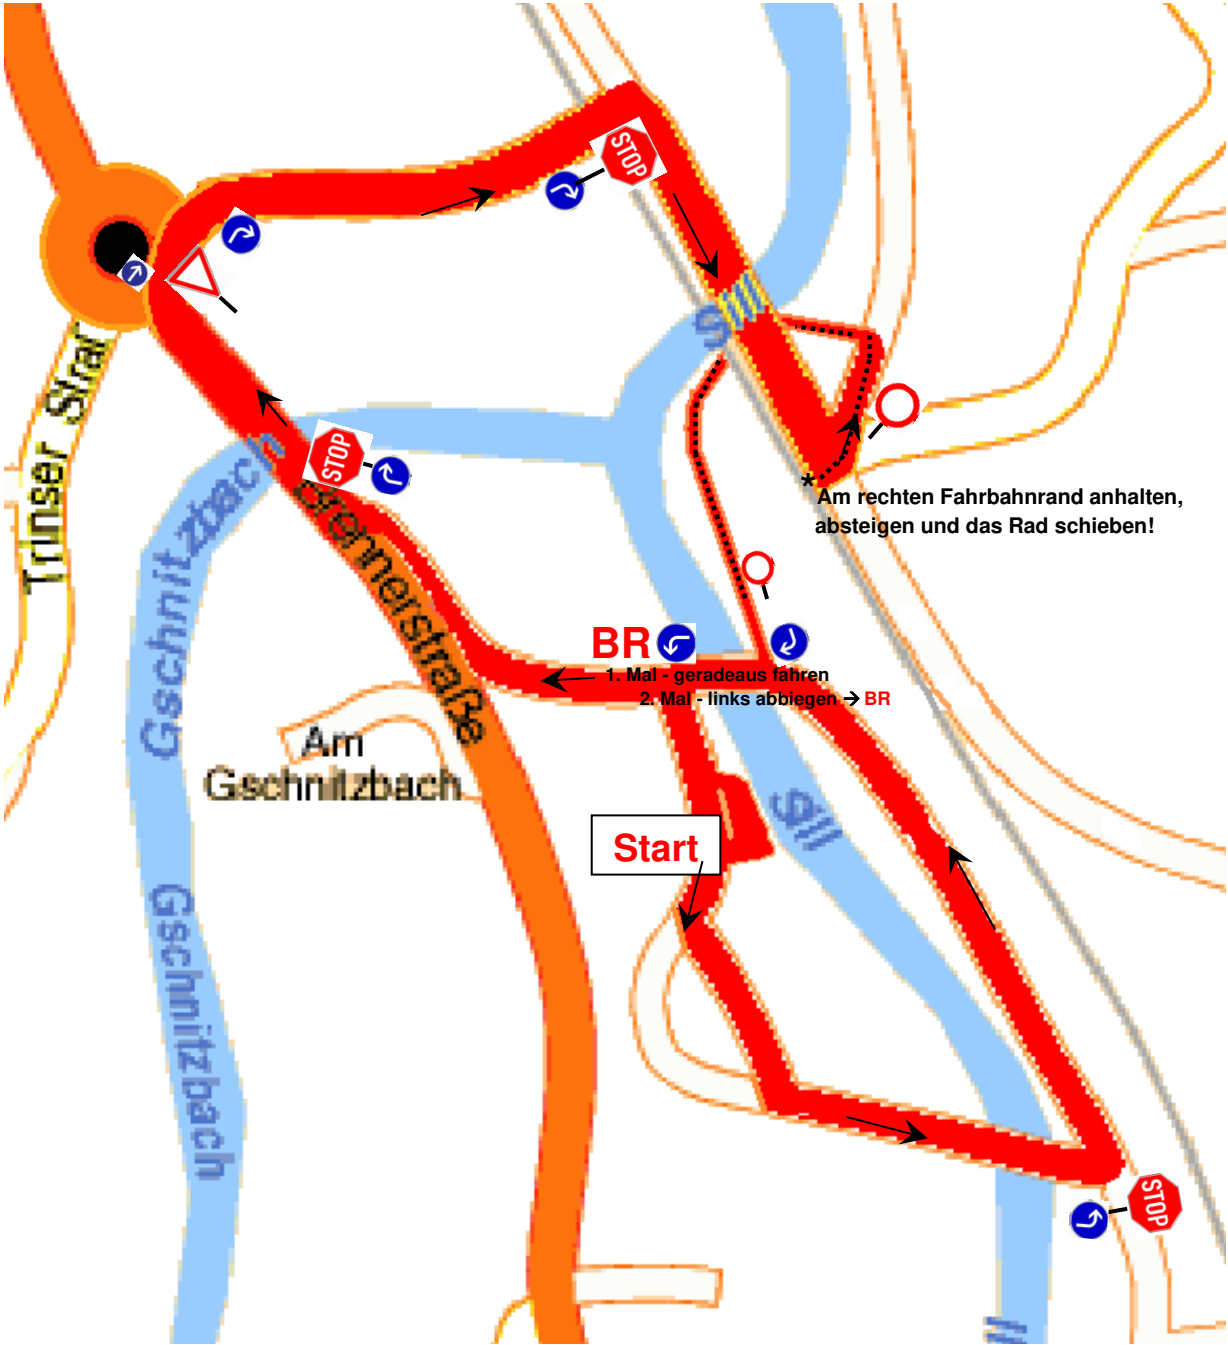 STOP
Sill
Trinser Straß
STOP
Gschnitzbach
Brennerstraße
* Am rechten Fahrbahnrand anhalten,
absteigen und das Rad schieben!
BR
1. Mal - geradeaus fahren
2. Mal - links abbiegen → BR
Am
Gschnitzbach
Sill
Start
Gschnitzbach
STOP